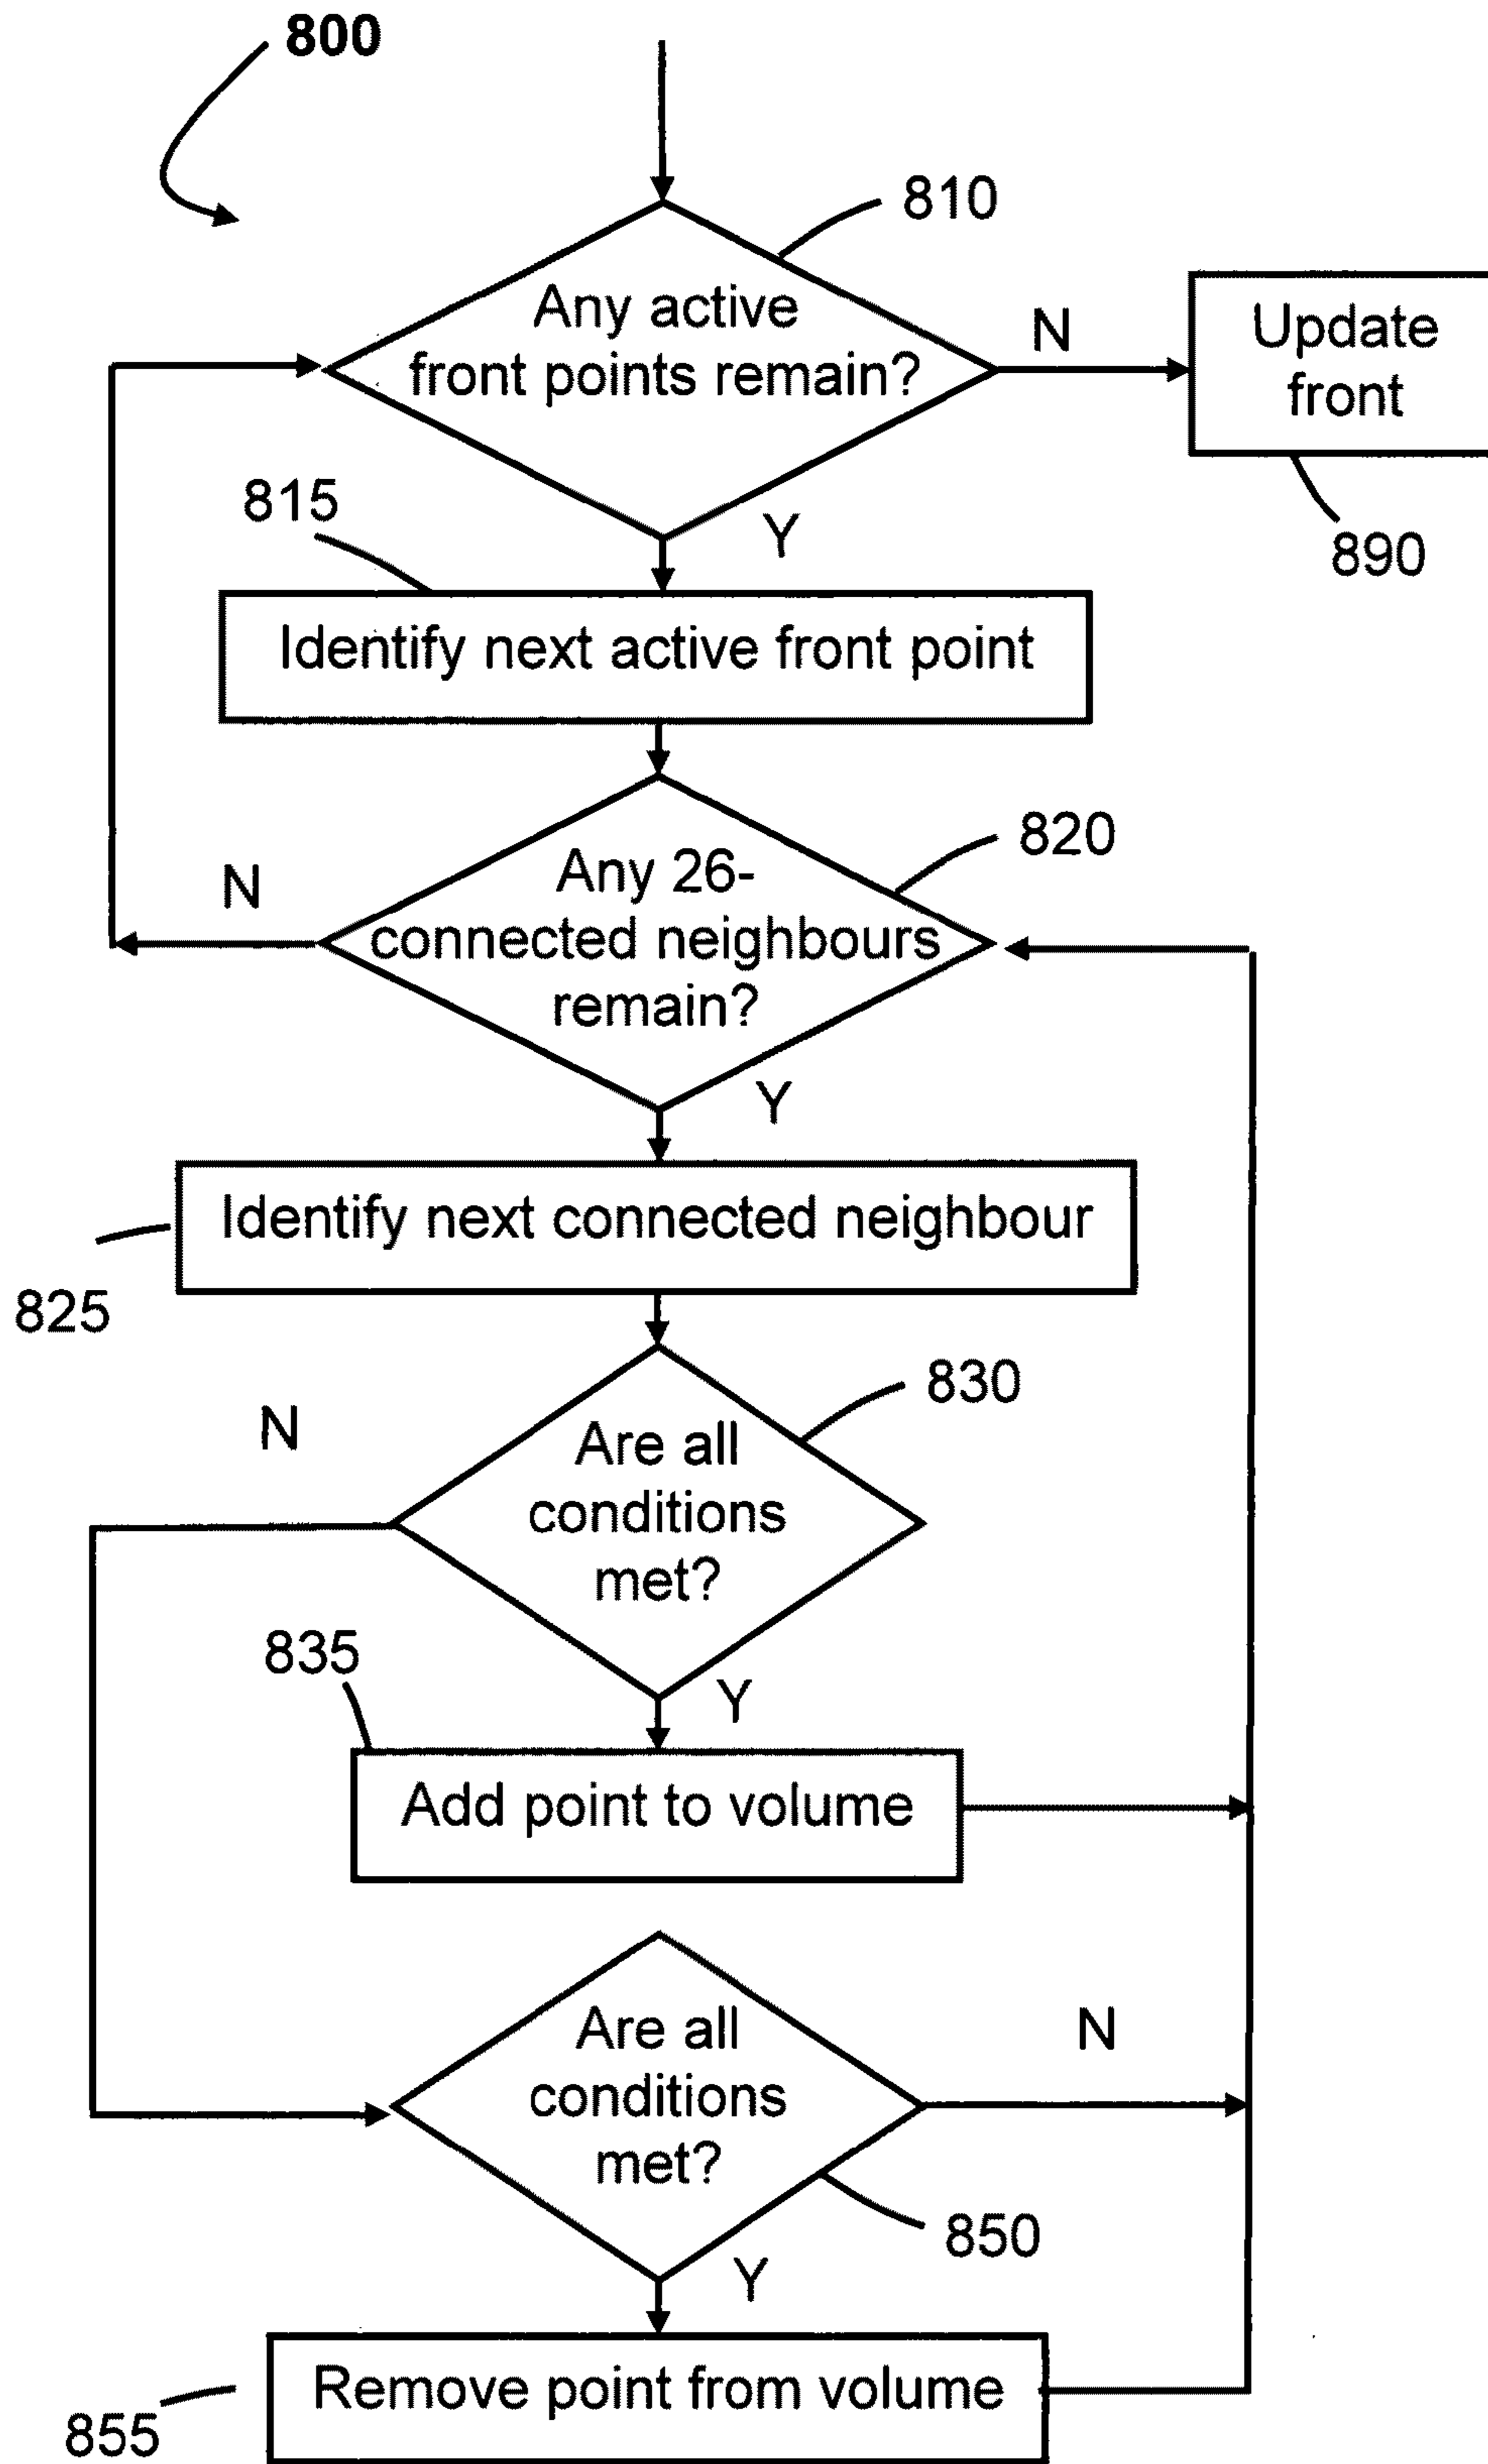 800
810
Any active
front points remain?
N
Update
front
890
Y
815
Identify next active front point
820
Any 26-
connected neighbours
remain?
N
Y
Identify next connected neighbour
825
830
Are all
conditions
met?
N
Y
835
Add point to volume
Are all
conditions
met?
N
850
Y
Remove point from volume
855